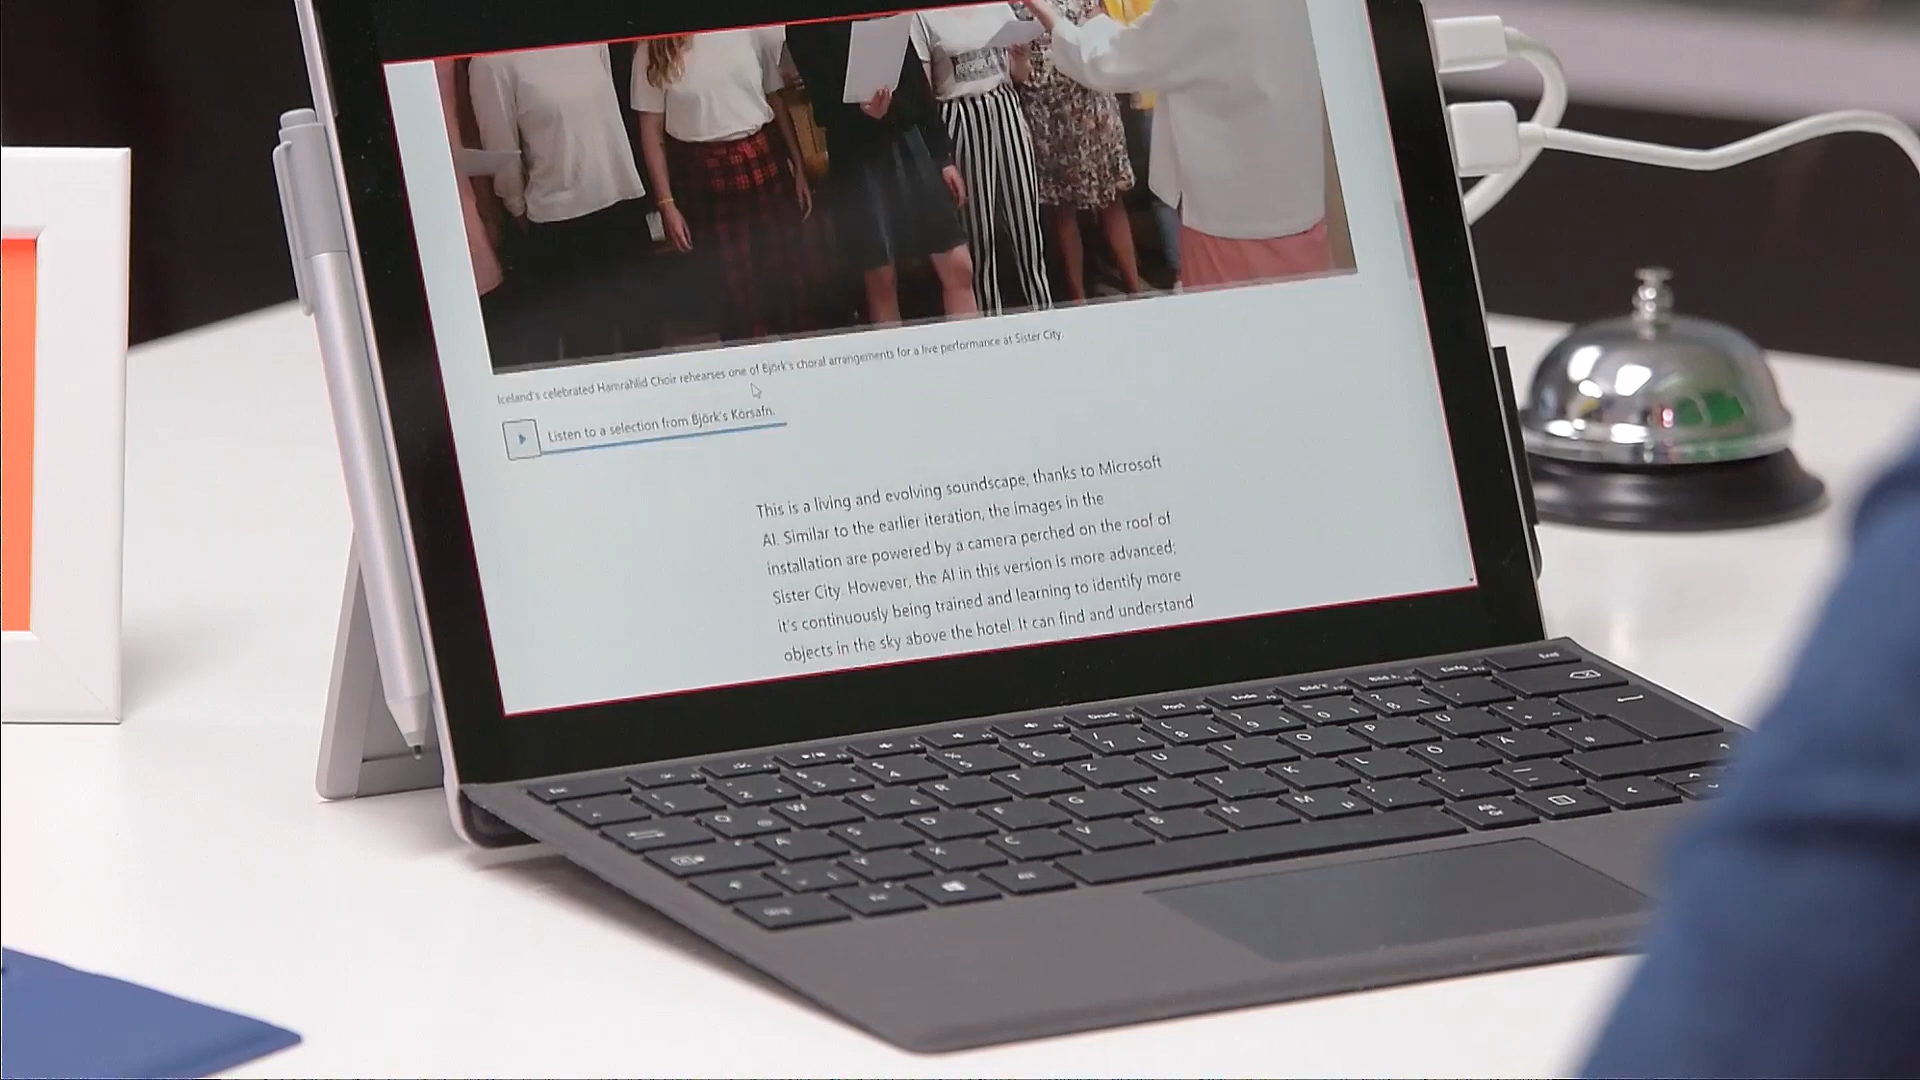 Iceland's celebrated Hamrahlid Choir rehearses one of Björk's choral arrangements for a live performance at Sister City.
Listen to a selection from Björk's Kórsafn.
This is a living and evolving soundscape, thanks to Microsoft
AI. Similar to the earlier iteration, the images in the
installation are powered by a camera perched on the roof of
Sister City. However, the AI in this version is more advanced;
it's continuously being trained and learning to identify more
objects in the sky above the hotel. It can find and understand
Q W E R T Z U I O P Ü
A S D F G H J K L Ö Ä
Y X C V B N M